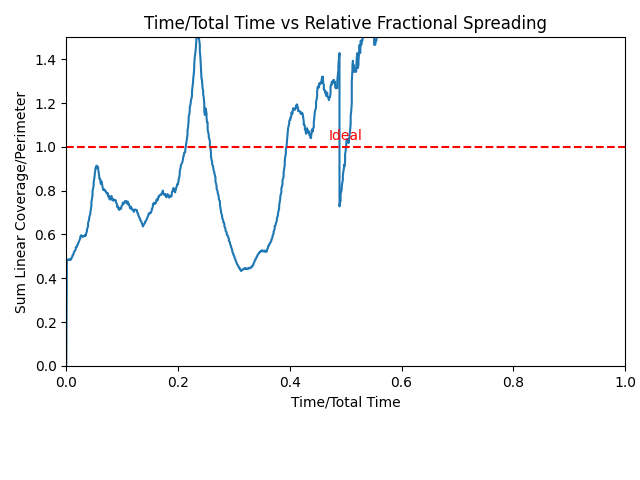 Time/Total Time vs Relative Fractional Spreading
Sum Linear Coverage/Perimeter
1.4
1.2
1.0
0.8
0.6
0.4
0.2
0.0
Ideal
0.0 0.2 0.4 0.6 0.8 1.0
Time/Total Time